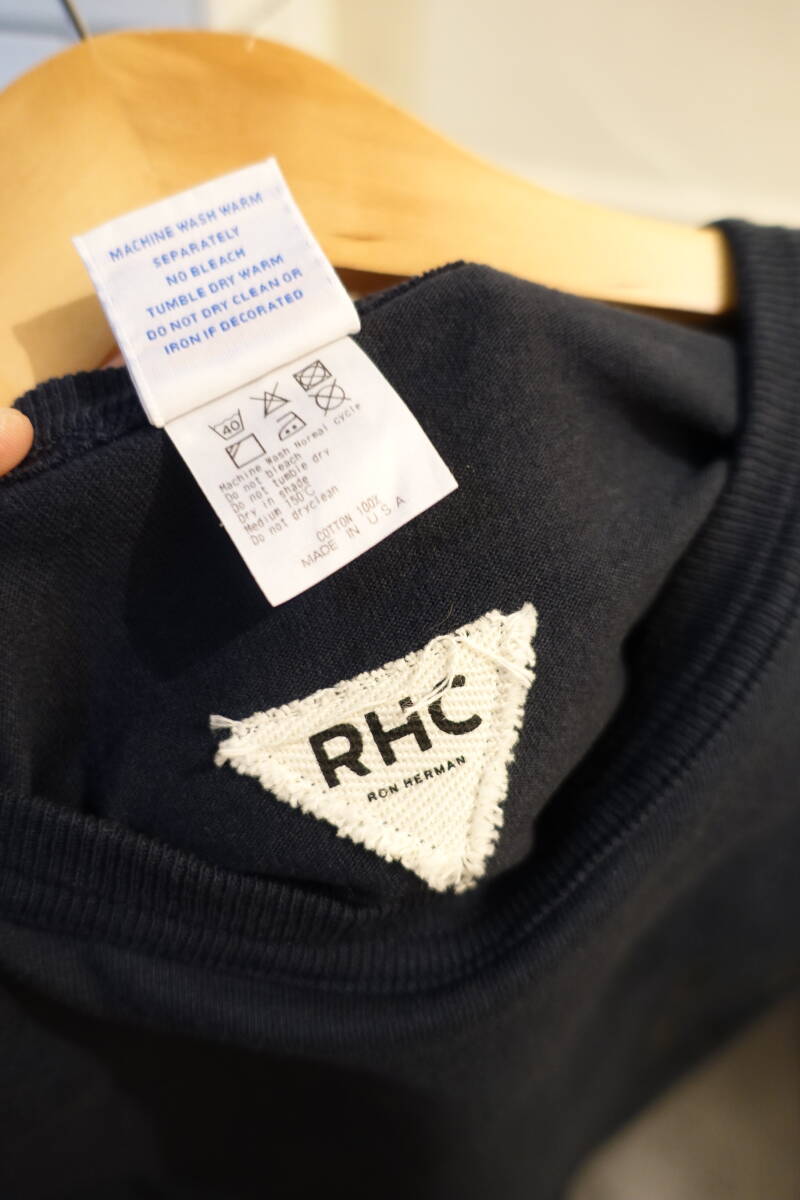 MACHINE WASH WARM
SEPARATELY
NO BLEACH
TUMBLE DRY WARM
DO NOT DRY CLEAN OR
IRON IF DECORATED
40
Machine Wash Normal cycle
Do not bleach
Do not tumble dry
Dry in shade
Medium 150C
Do not dryclean
COTTON 100%
MADE IN USA
RHC
RON HERMAN